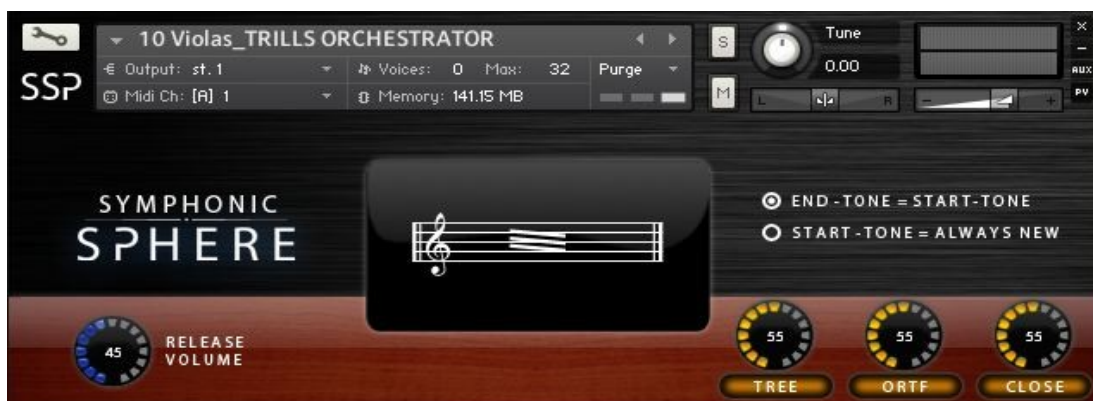 10 Violas_TRILLS ORCHESTRATOR
S
Tune
0.00
×
–
AUX
PV
SSP
Output: st.1
Voices: 0 Max: 32
Purge
Midi Ch: [A] 1
Memory: 141.15 MB
M
L
R
-
+
SYMPHONIC
SPHERE
END-TONE = START-TONE
START-TONE = ALWAYS NEW
45
RELEASE
VOLUME
55
55
55
TREE
ORTF
CLOSE